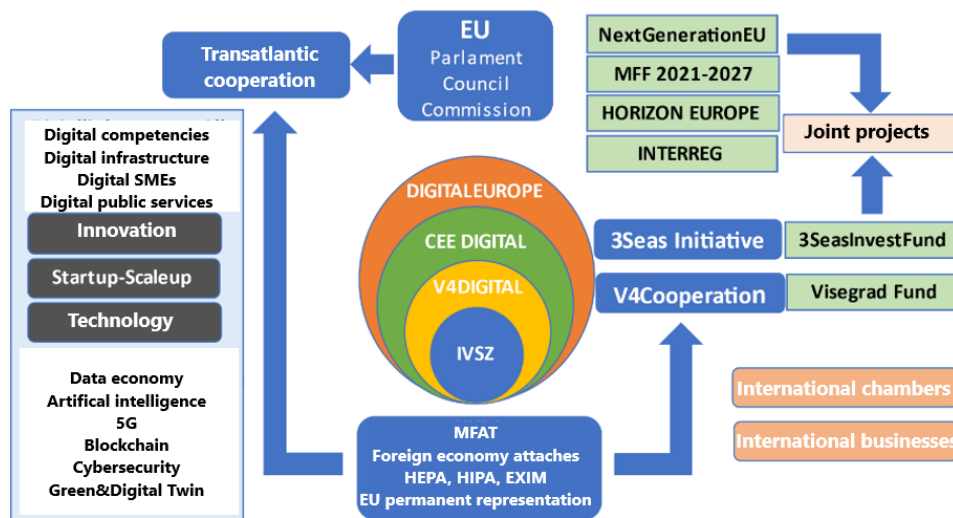 Transatlantic
cooperation
EU
Parlament
Council
Commission
NextGenerationEU
MFF 2021-2027
HORIZON EUROPE
INTERREG
Joint projects
Digital competencies
Digital infrastructure
Digital SMEs
Digital public services
Innovation
Startup-Scaleup
Technology
Data economy
Artifical intelligence
5G
Blockchain
Cybersecurity
Green&Digital Twin
DIGITALEUROPE
CEE DIGITAL
V4DIGITAL
IVSZ
3Seas Initiative
3SeasInvestFund
V4Cooperation
Visegrad Fund
International chambers
International businesses
MFAT
Foreign economy attaches
HEPA, HIPA, EXIM
EU permanent representation